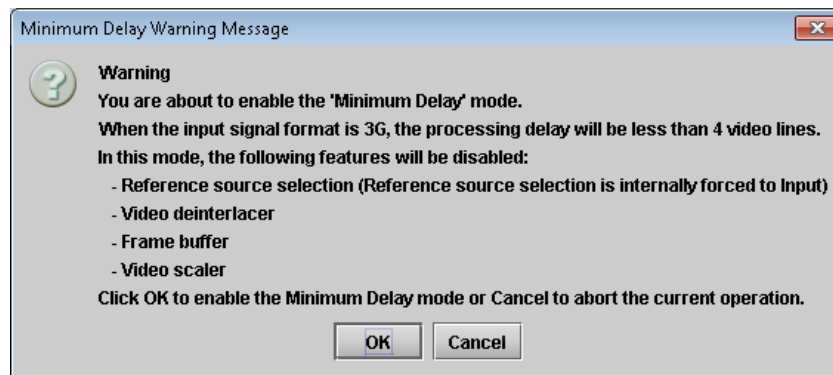 Minimum Delay Warning Message
Warning
You are about to enable the 'Minimum Delay' mode.
When the input signal format is 3G, the processing delay will be less than 4 video lines.
In this mode, the following features will be disabled:
- Reference source selection (Reference source selection is internally forced to Input)
- Video deinterlacer
- Frame buffer
- Video scaler
Click OK to enable the Minimum Delay mode or Cancel to abort the current operation.
OK Cancel